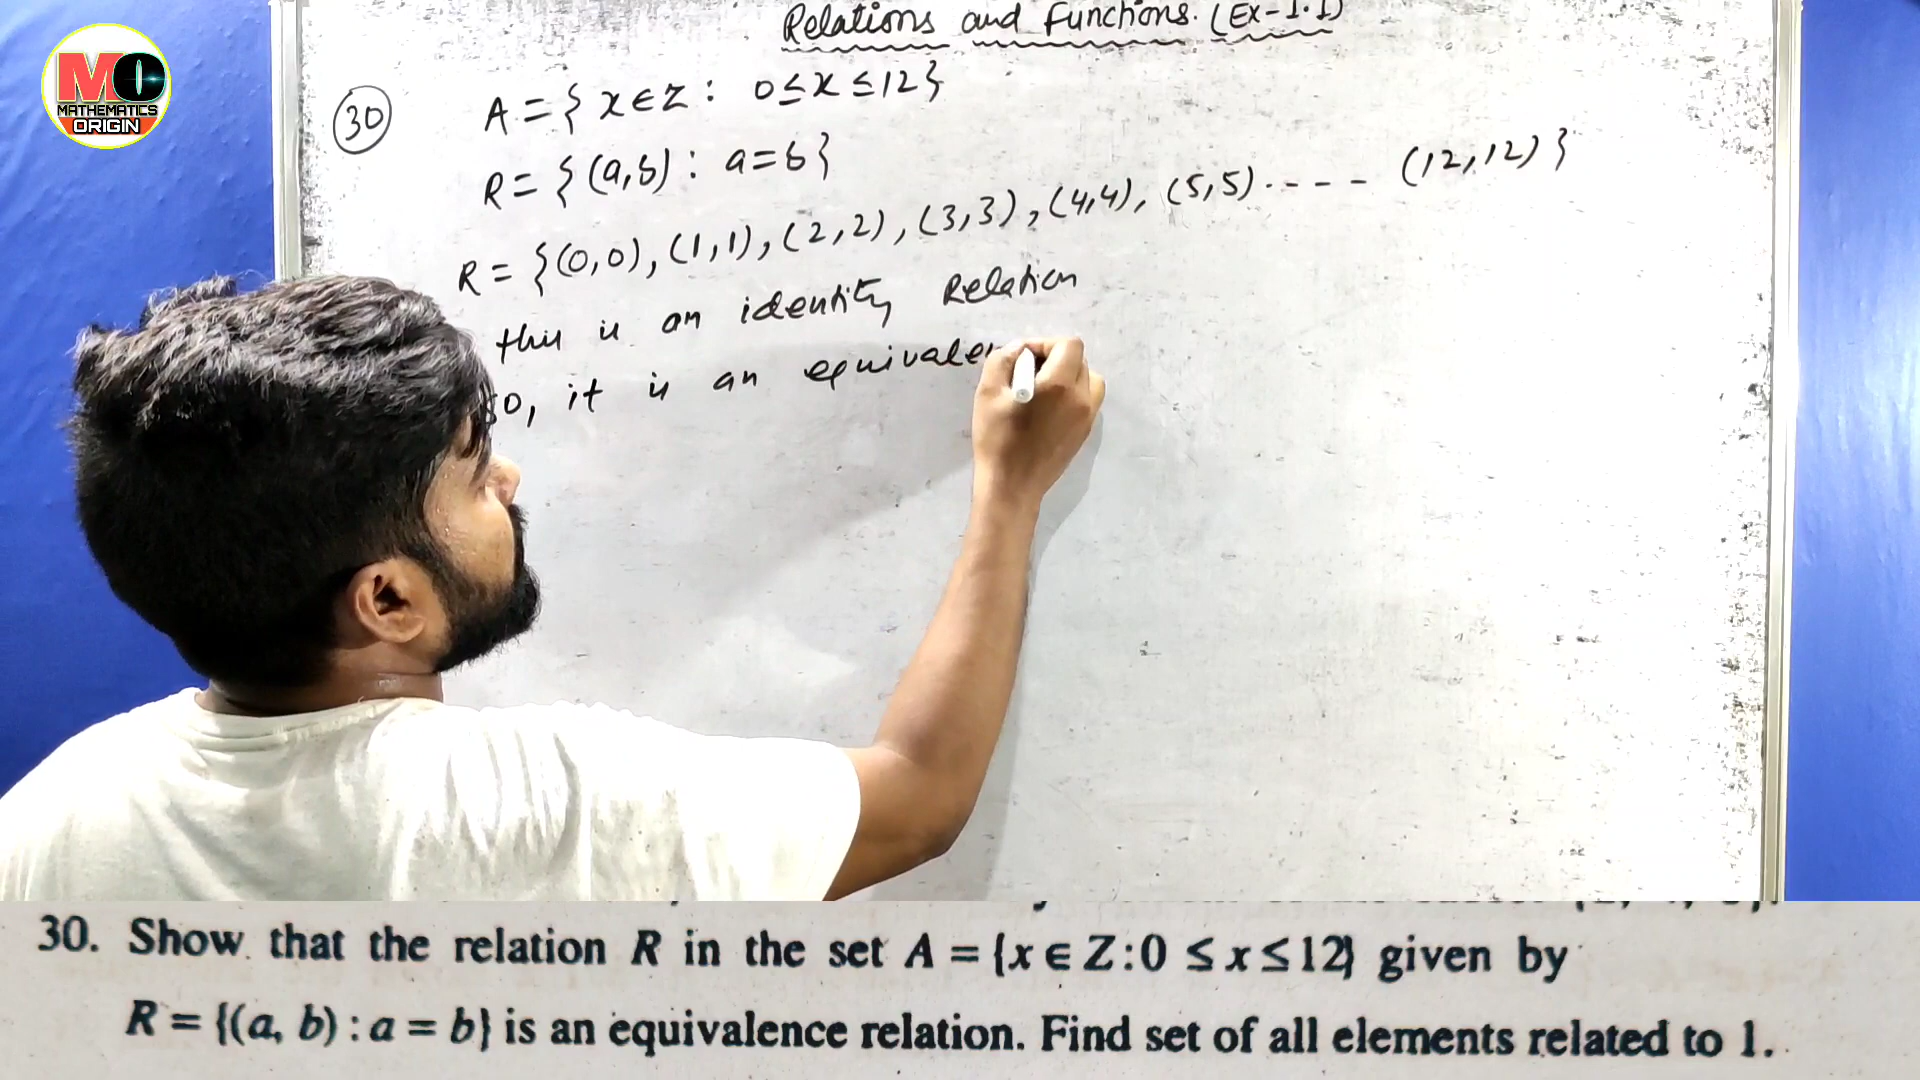 Relations and Functions. (Ex-1.1)
MO
MATHEMATICS
ORIGIN
30
A = { x ∈ Z : 0 ≤ x ≤ 12 }
R = { (a,b) : a = b }
R = { (0,0), (1,1), (2,2), (3,3), (4,4), (5,5) ---- (12,12) }
this is an identity Relation
so, it is an equivale
30. Show that the relation R in the set A = {x ∈ Z : 0 ≤ x ≤ 12} given by
R = {(a, b) : a = b} is an equivalence relation. Find set of all elements related to 1.